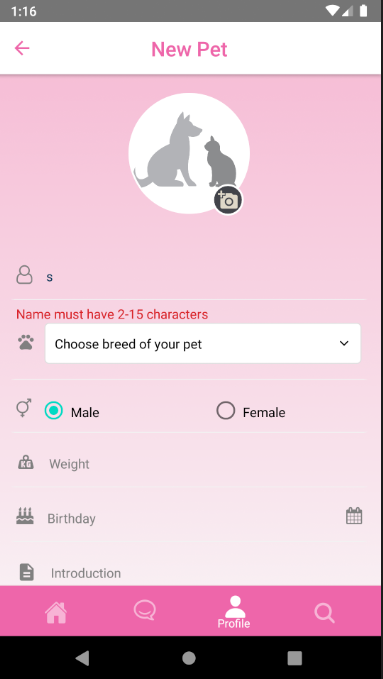 1:16
New Pet
s
Name must have 2-15 characters
Choose breed of your pet
Male Female
KG Weight
Birthday
Introduction
Profile